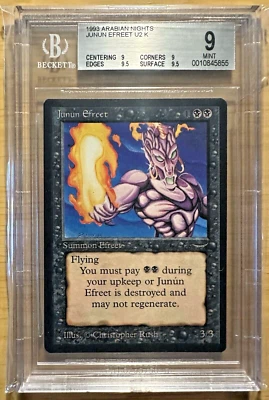 1993 ARABIAN NIGHTS
JUNUN EFREET U2 K
B
BECKETT
CENTERING 9 CORNERS 9
EDGES 9.5 SURFACE 9.5
9
MINT
0010845855
Junún Efreet
Summon Efreet
Flying
You must pay during
your upkeep or Junún
Efreet is destroyed and
may not regenerate.
Illus. © Christopher Rush 3/3